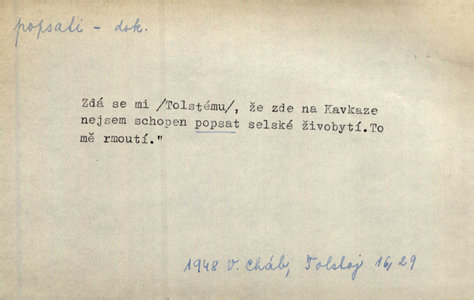 popsati - dok.
Zdá se mi /Tolstému/, že zde na Kavkaze
nejsem schopen popsat selské živobytí.To
mě rmoutí."
1948 V. Cháb, Tolstoj 16, 29